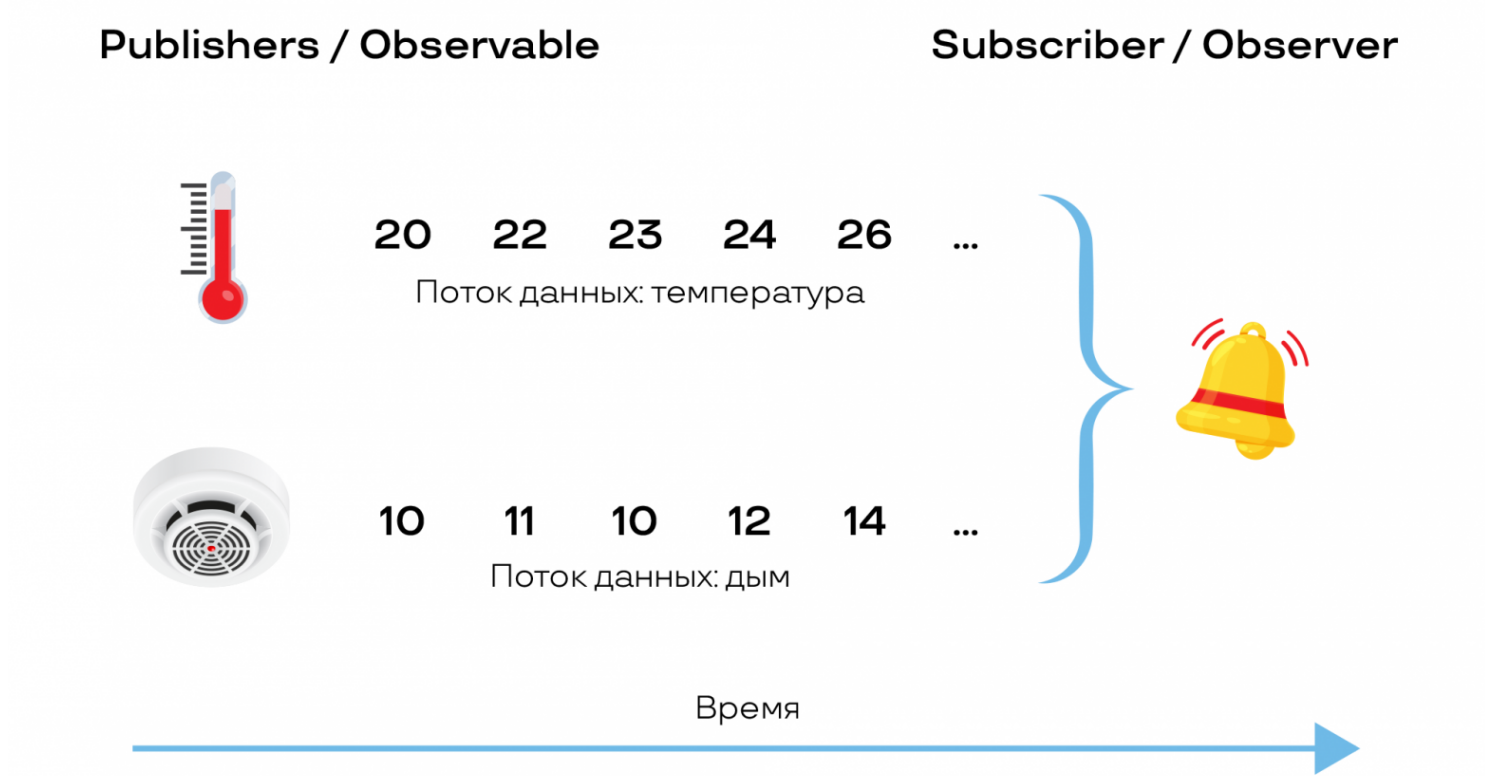 Publishers / Observable
Subscriber / Observer
20 22 23 24 26 ...
Поток данных: температура
10 11 10 12 14 ...
Поток данных: дым
Время